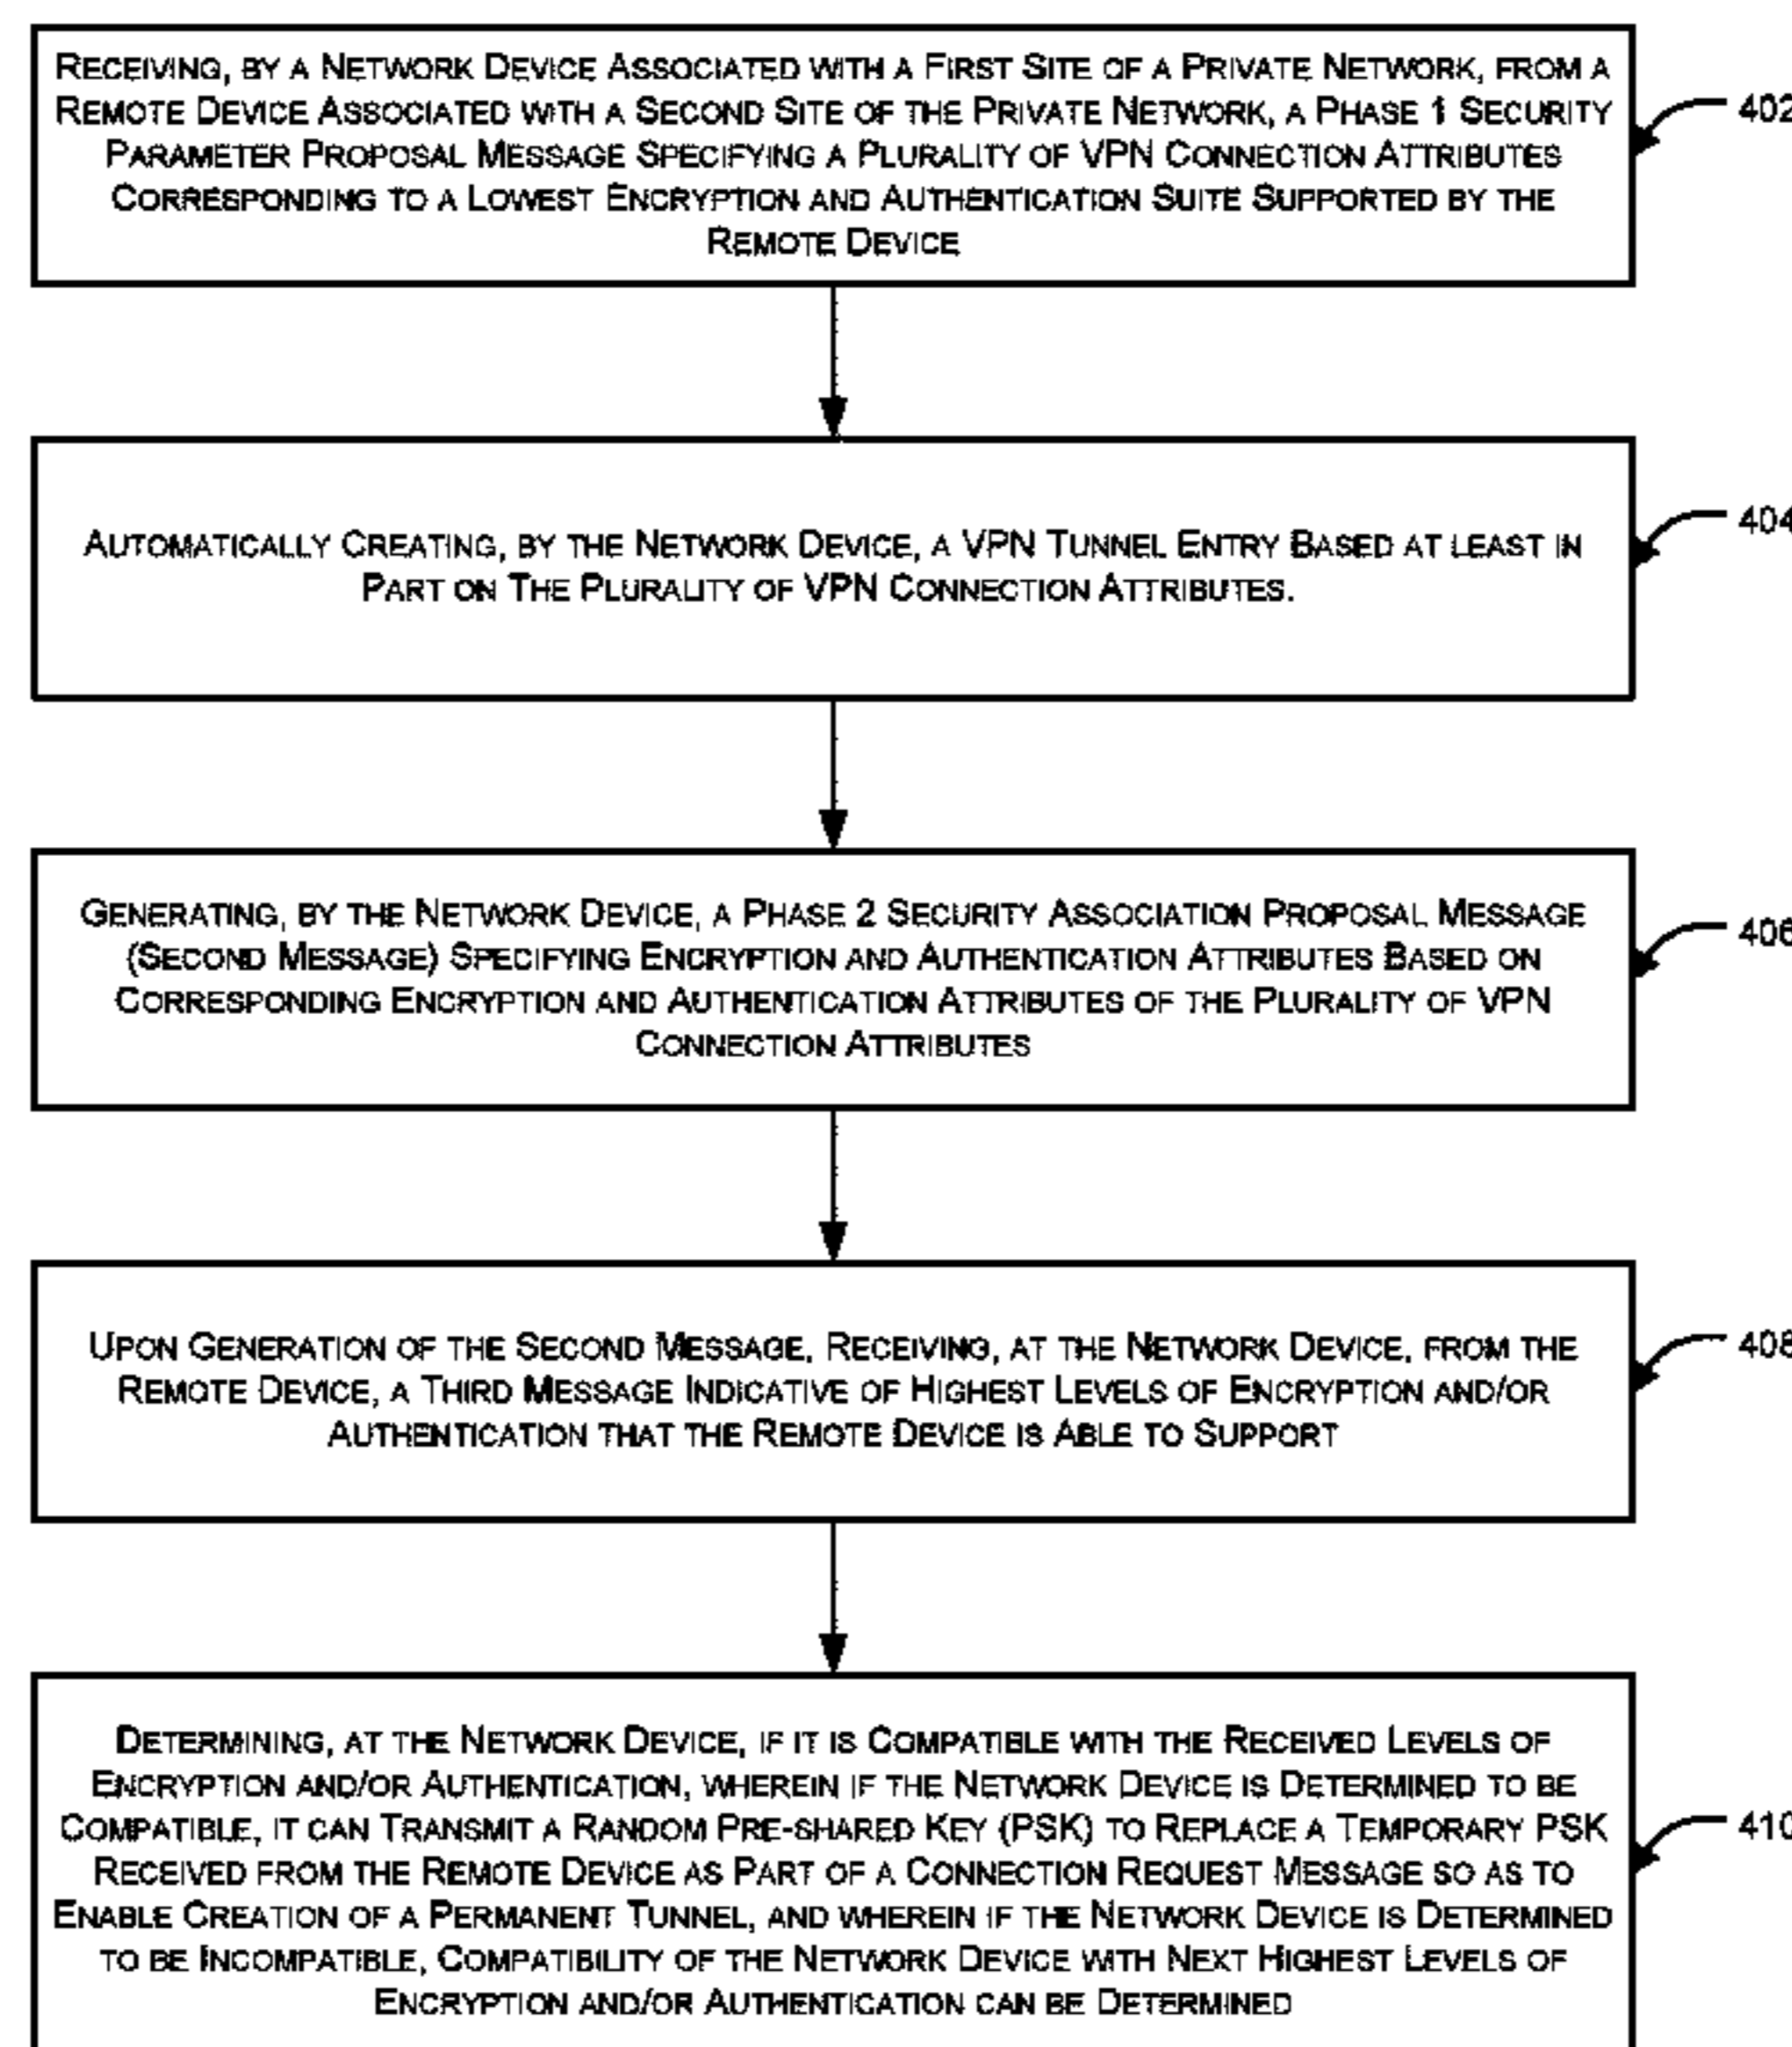 RECEIVING, BY A NETWORK DEVICE ASSOCIATED WITH A FIRST SITE OF A PRIVATE NETWORK, FROM A
REMOTE DEVICE ASSOCIATED WITH A SECOND SITE OF THE PRIVATE NETWORK, A PHASE 1 SECURITY
PARAMETER PROPOSAL MESSAGE SPECIFYING A PLURALITY OF VPN CONNECTION ATTRIBUTES
CORRESPONDING TO A LOWEST ENCRYPTION AND AUTHENTICATION SUITE SUPPORTED BY THE
REMOTE DEVICE
402
AUTOMATICALLY CREATING, BY THE NETWORK DEVICE, A VPN TUNNEL ENTRY BASED AT LEAST IN
PART ON THE PLURALITY OF VPN CONNECTION ATTRIBUTES.
404
GENERATING, BY THE NETWORK DEVICE, A PHASE 2 SECURITY ASSOCIATION PROPOSAL MESSAGE
(SECOND MESSAGE) SPECIFYING ENCRYPTION AND AUTHENTICATION ATTRIBUTES BASED ON
CORRESPONDING ENCRYPTION AND AUTHENTICATION ATTRIBUTES OF THE PLURALITY OF VPN
CONNECTION ATTRIBUTES
406
UPON GENERATION OF THE SECOND MESSAGE, RECEIVING, AT THE NETWORK DEVICE, FROM THE
REMOTE DEVICE, A THIRD MESSAGE INDICATIVE OF HIGHEST LEVELS OF ENCRYPTION AND/OR
AUTHENTICATION THAT THE REMOTE DEVICE IS ABLE TO SUPPORT
408
DETERMINING, AT THE NETWORK DEVICE, IF IT IS COMPATIBLE WITH THE RECEIVED LEVELS OF
ENCRYPTION AND/OR AUTHENTICATION, WHEREIN IF THE NETWORK DEVICE IS DETERMINED TO BE
COMPATIBLE, IT CAN TRANSMIT A RANDOM PRE-SHARED KEY (PSK) TO REPLACE A TEMPORARY PSK
RECEIVED FROM THE REMOTE DEVICE AS PART OF A CONNECTION REQUEST MESSAGE SO AS TO
ENABLE CREATION OF A PERMANENT TUNNEL, AND WHEREIN IF THE NETWORK DEVICE IS DETERMINED
TO BE INCOMPATIBLE, COMPATIBILITY OF THE NETWORK DEVICE WITH NEXT HIGHEST LEVELS OF
ENCRYPTION AND/OR AUTHENTICATION CAN BE DETERMINED
410